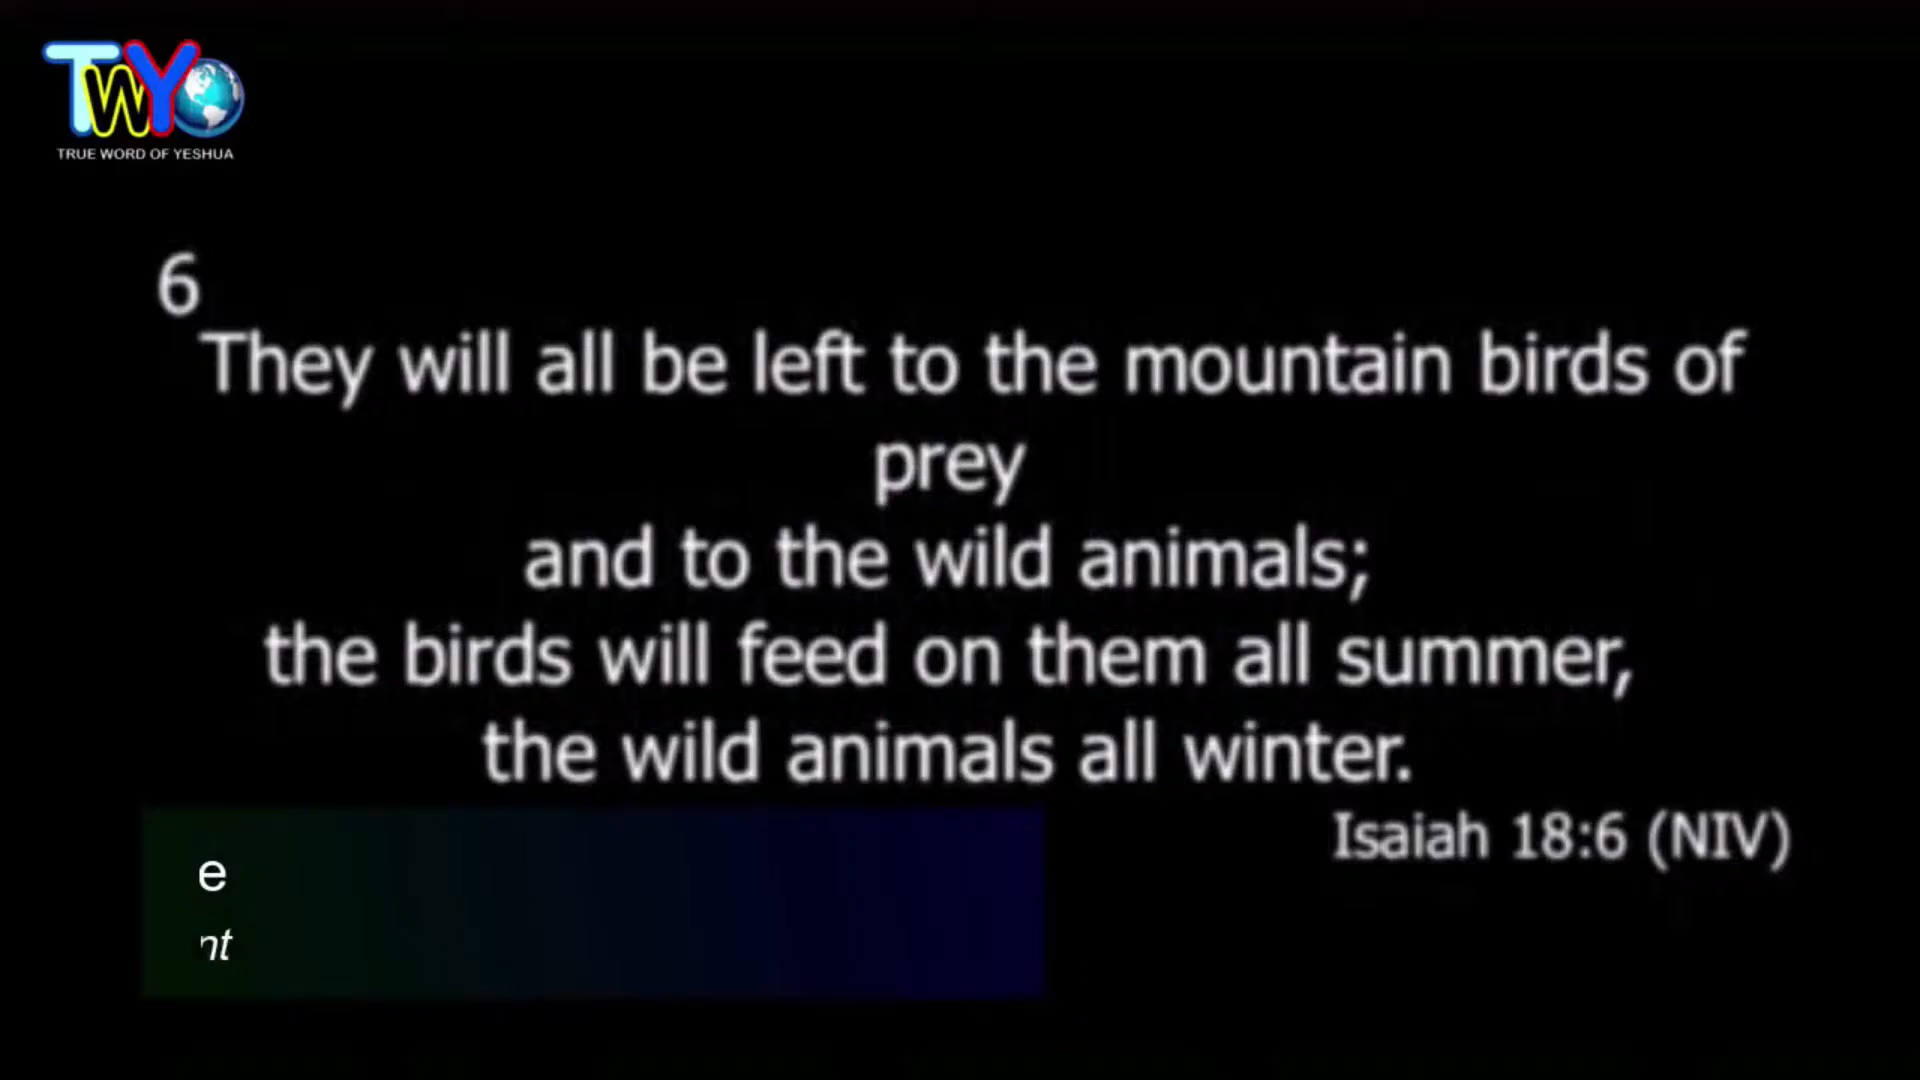 TWY
TRUE WORD OF YESHUA
6
They will all be left to the mountain birds of
prey
and to the wild animals;
the birds will feed on them all summer,
the wild animals all winter.
Isaiah 18:6 (NIV)
e
nt